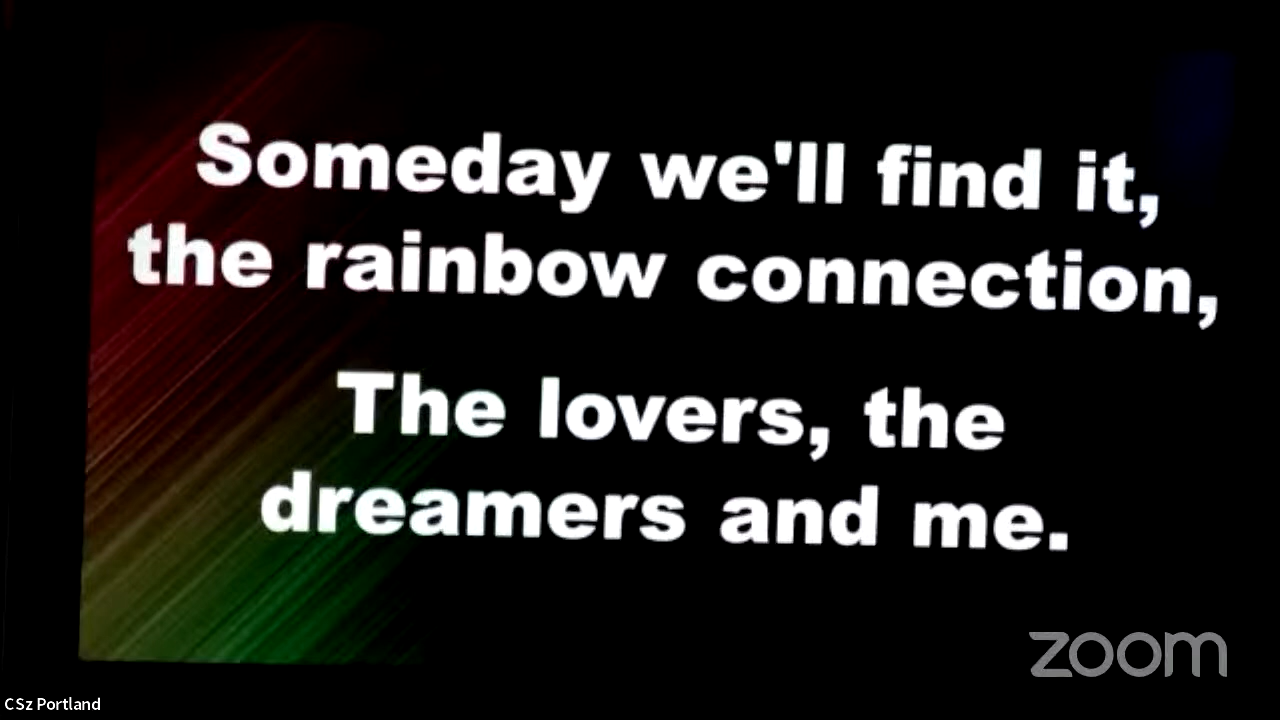 Someday we'll find it,
the rainbow connection,
The lovers, the
dreamers and me.
zoom
CSz Portland